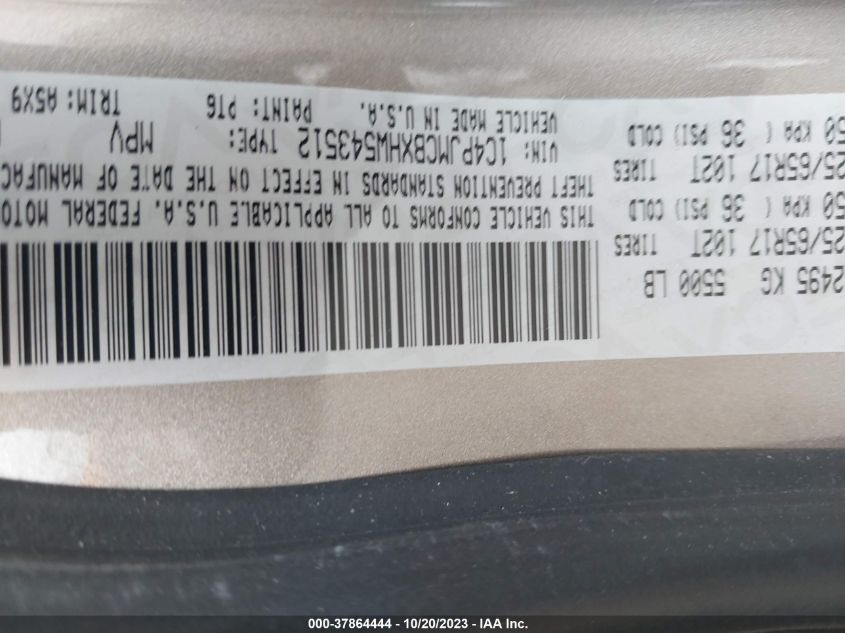 2495 KG 5500 LB
25/65R17 102T TIRES
50 KPA ( 36 PSI) COLD
25/65R17 102T TIRES
50 KPA ( 36 PSI) COLD
THIS VEHICLE CONFORMS TO ALL APPLICABLE U.S.A. FEDERAL MOTO
THEFT PREVENTION STANDARDS IN EFFECT ON THE DATE OF MANUFAC
VIN: 1C4PJMCBXHW543512 TYPE: MPV
VEHICLE MADE IN U.S.A. PAINT: PT6 TRIM: A5X9
000-37864444 - 10/20/2023 - IAA Inc.